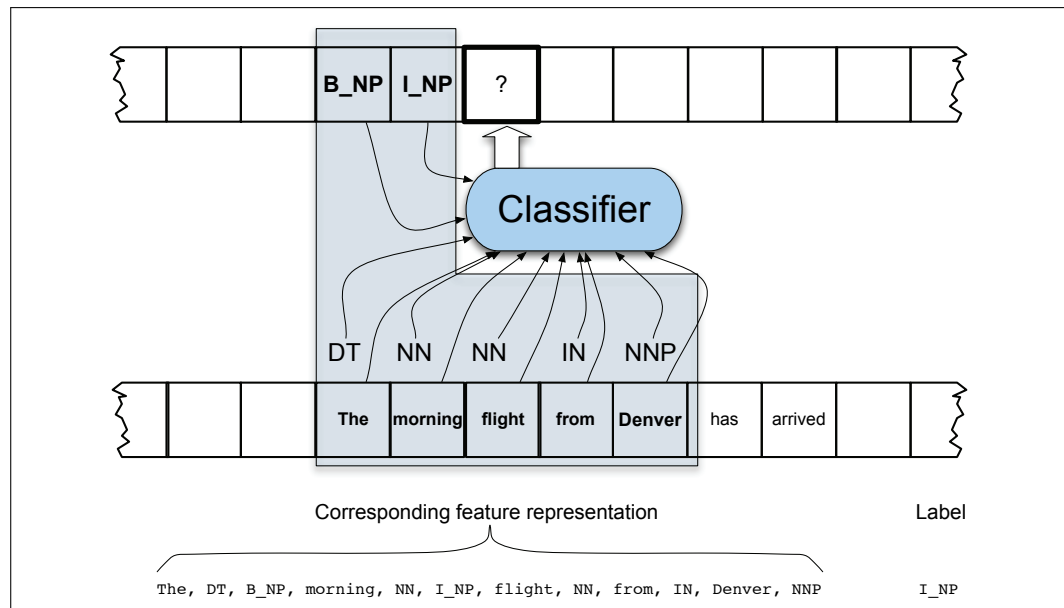 B_NP I_NP ?
Classifier
DT NN NN IN NNP
The morning flight from Denver has arrived
Corresponding feature representation Label
The, DT, B_NP, morning, NN, I_NP, flight, NN, from, IN, Denver, NNP I_NP